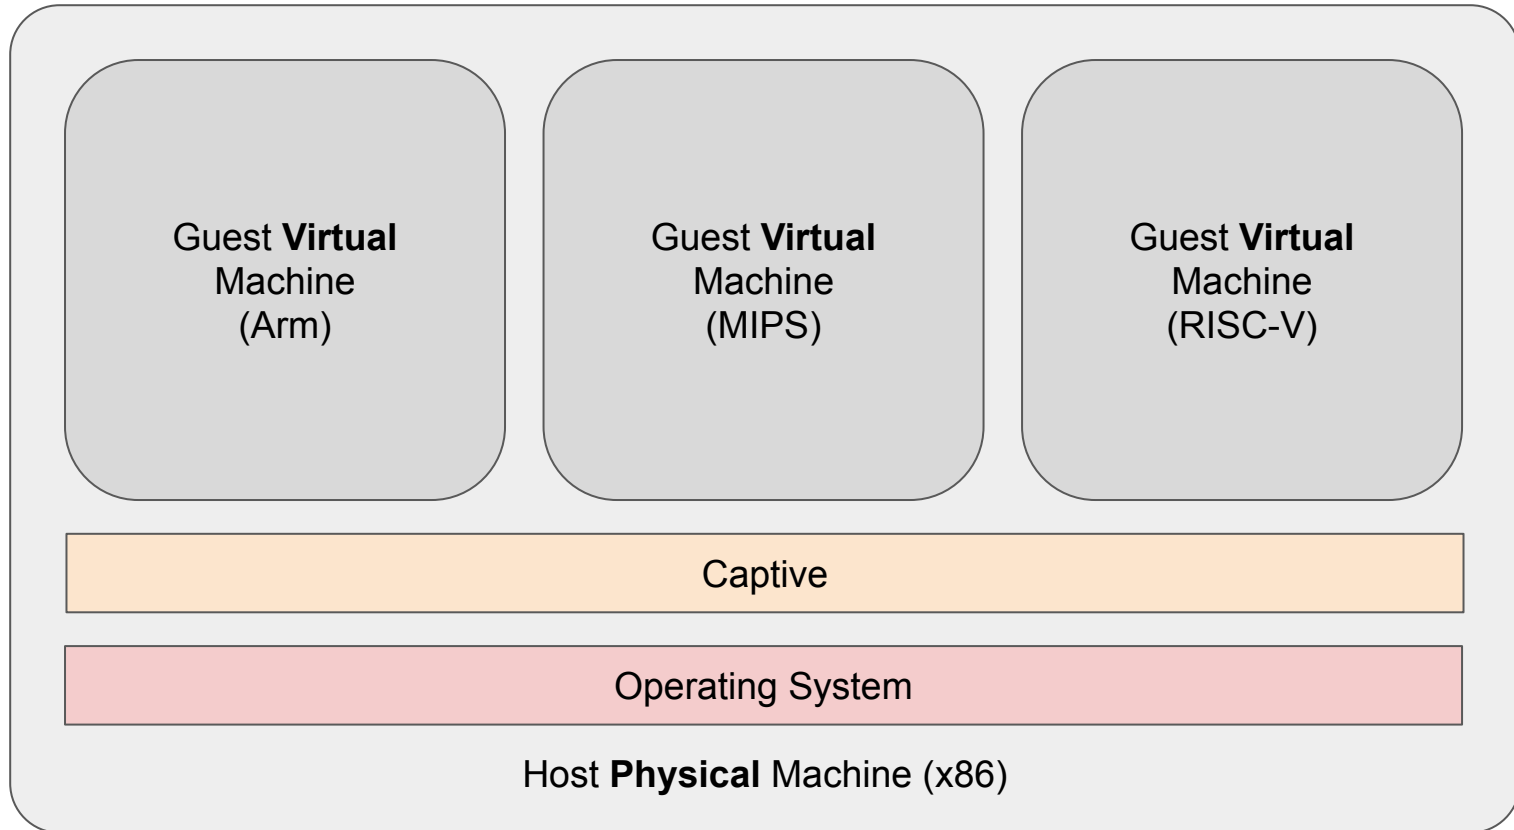 Guest Virtual
Machine
(Arm)
Guest Virtual
Machine
(MIPS)
Guest Virtual
Machine
(RISC-V)
Captive
Operating System
Host Physical Machine (x86)